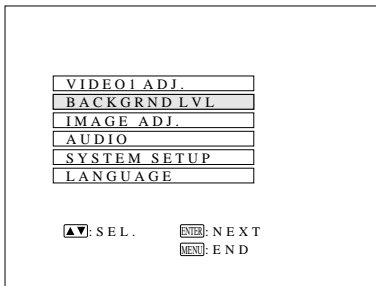 VIDEO1 ADJ.
BACKGRND LVL
IMAGE ADJ.
AUDIO
SYSTEM SETUP
LANGUAGE
▲▼: SEL. ENTER: NEXT
MENU: END